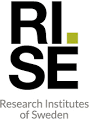 RI.
SE
Research Institutes
of Sweden